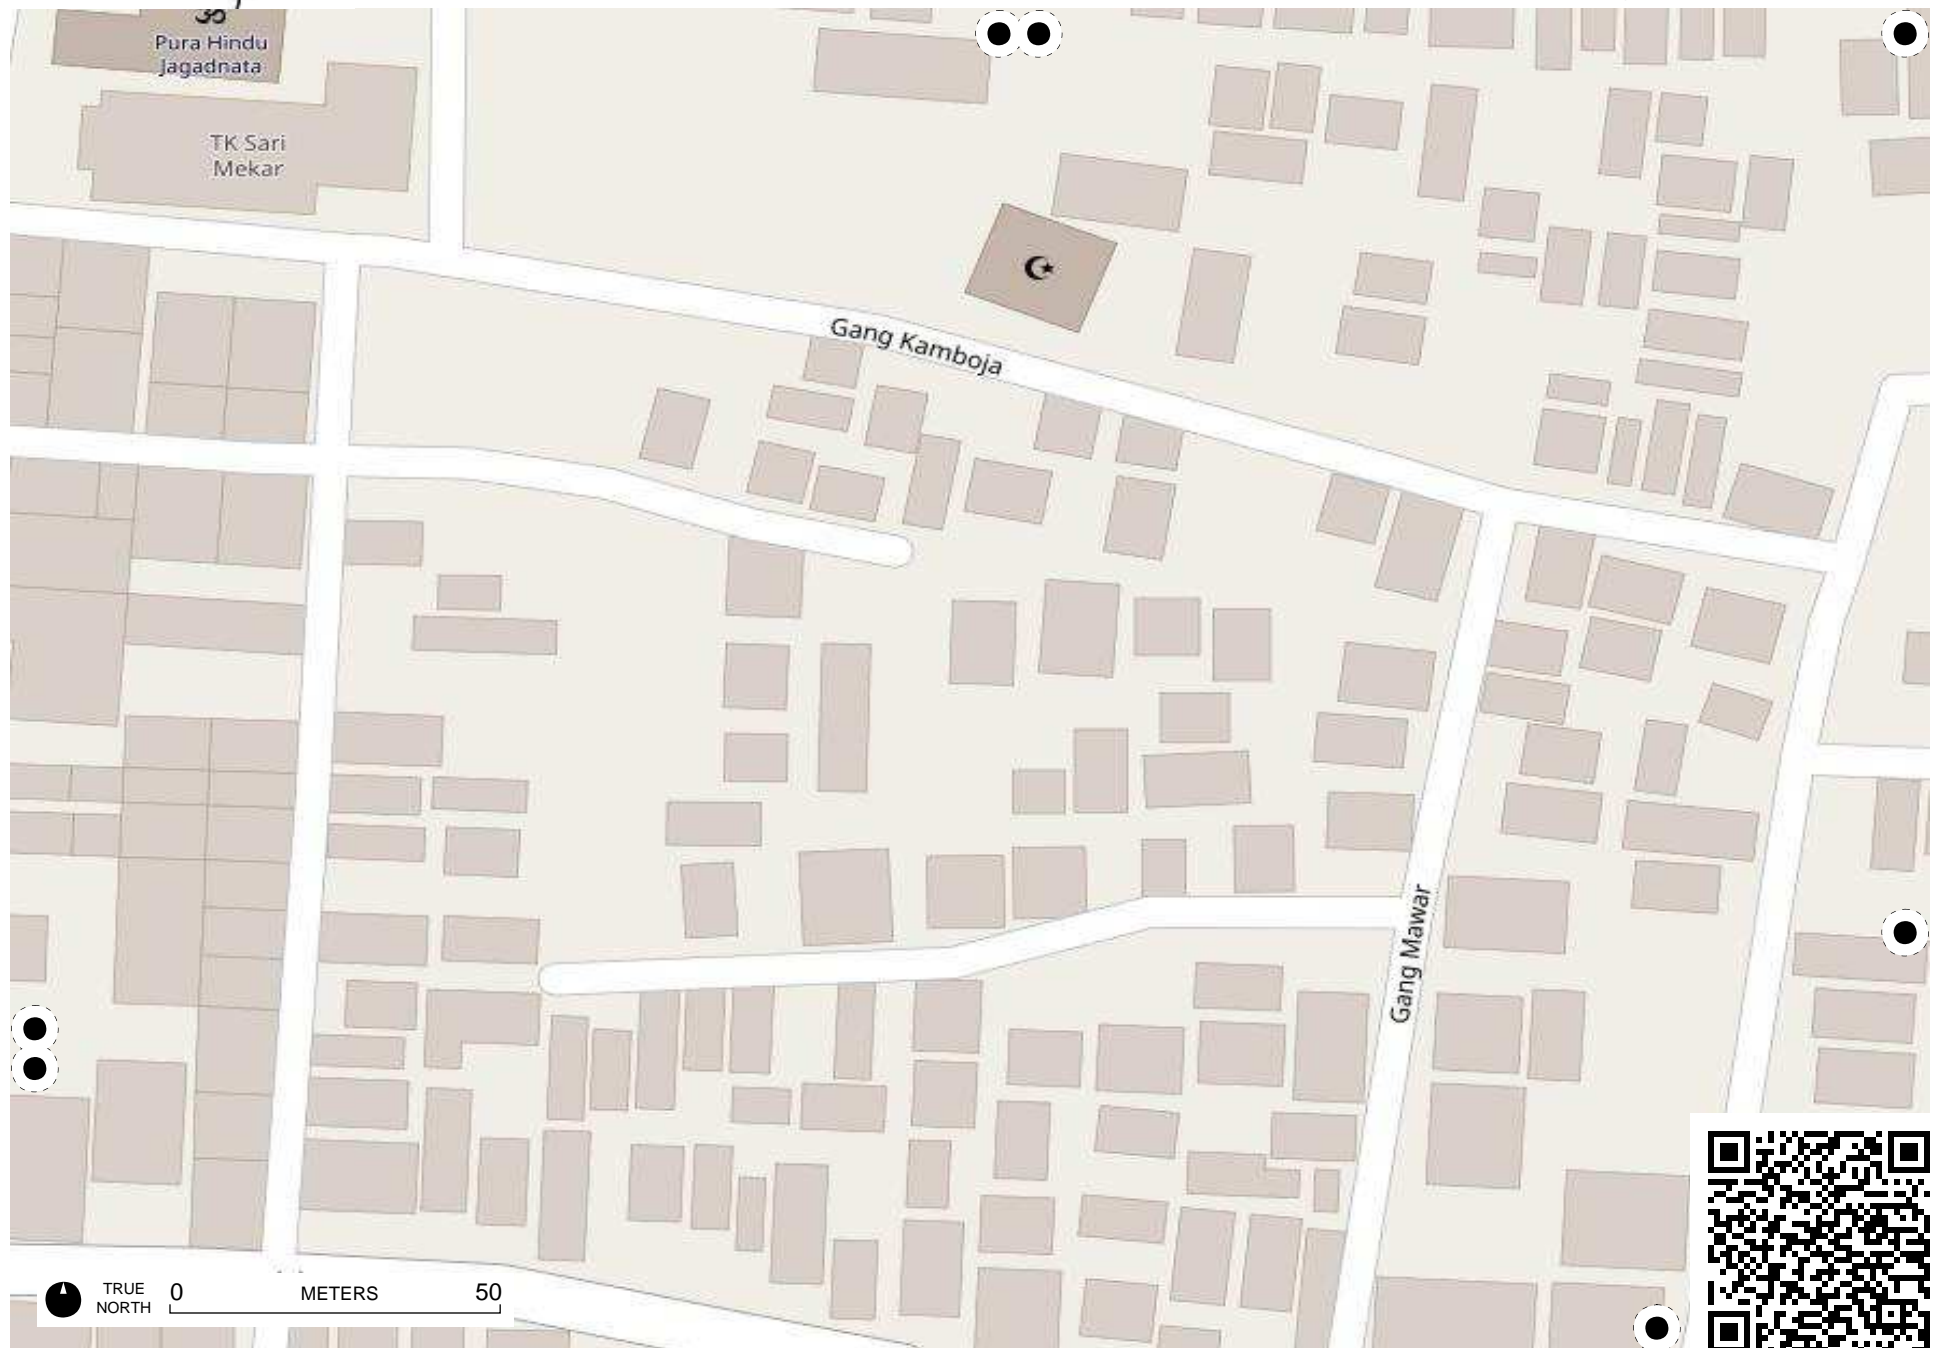 Pura Hindu
Jagadnata
TK Sari
Mekar
Gang Kamboja
Gang Mawar
TRUE
NORTH
0 METERS 50